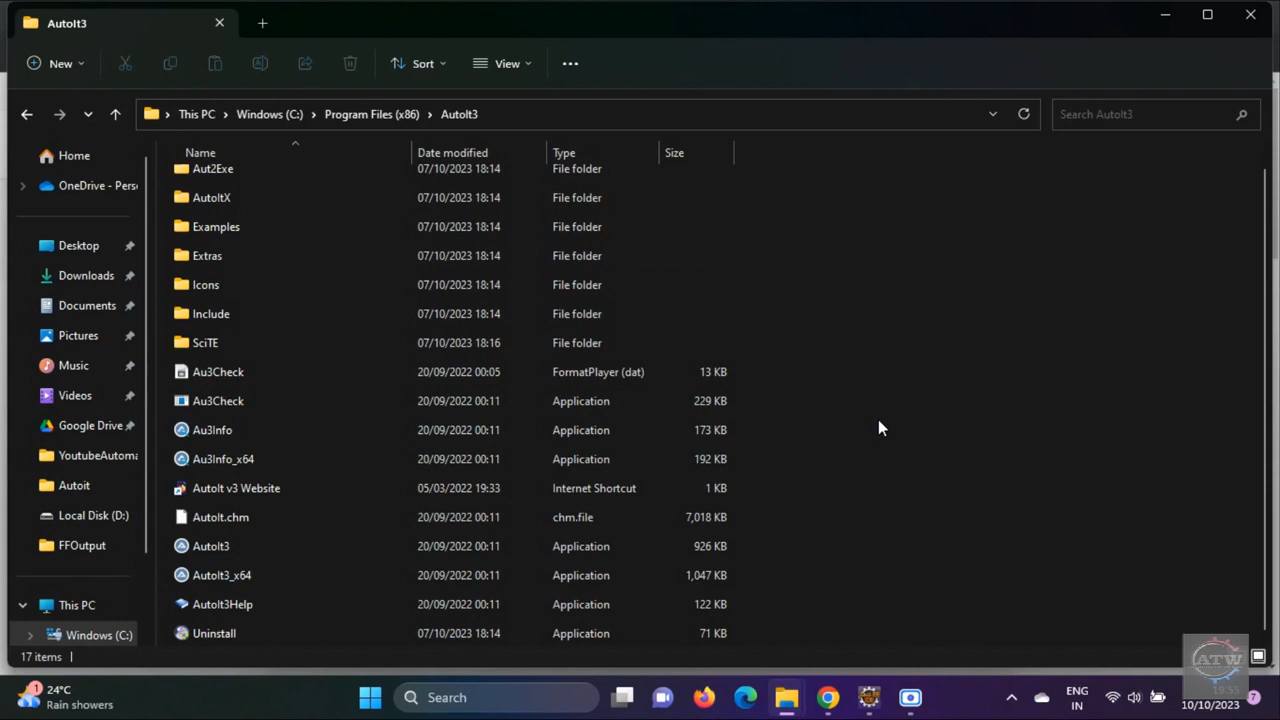 AutoIt3
New
Sort
View
This PC > Windows (C:) > Program Files (x86) > AutoIt3
Search AutoIt3
Name Date modified Type Size
Aut2Exe 07/10/2023 18:14 File folder
AutoItX 07/10/2023 18:14 File folder
Examples 07/10/2023 18:14 File folder
Extras 07/10/2023 18:14 File folder
Icons 07/10/2023 18:14 File folder
Include 07/10/2023 18:14 File folder
SciTE 07/10/2023 18:16 File folder
Au3Check 20/09/2022 00:05 FormatPlayer (dat) 13 KB
Au3Check 20/09/2022 00:11 Application 229 KB
Au3Info 20/09/2022 00:11 Application 173 KB
Au3Info_x64 20/09/2022 00:11 Application 192 KB
AutoIt v3 Website 05/03/2022 19:33 Internet Shortcut 1 KB
AutoIt.chm 20/09/2022 00:11 chm.file 7,018 KB
AutoIt3 20/09/2022 00:11 Application 926 KB
AutoIt3_x64 20/09/2022 00:11 Application 1,047 KB
AutoIt3Help 20/09/2022 00:11 Application 122 KB
Uninstall 07/10/2023 18:14 Application 71 KB
Home
OneDrive - Pers
Desktop
Downloads
Documents
Pictures
Music
Videos
Google Drive
YoutubeAutoma
Autoit
Local Disk (D:)
FFOutput
This PC
Windows (C:)
17 items
ATW
1
24°C
Rain showers
Search
ENG
IN
19:55
10/10/2023
7